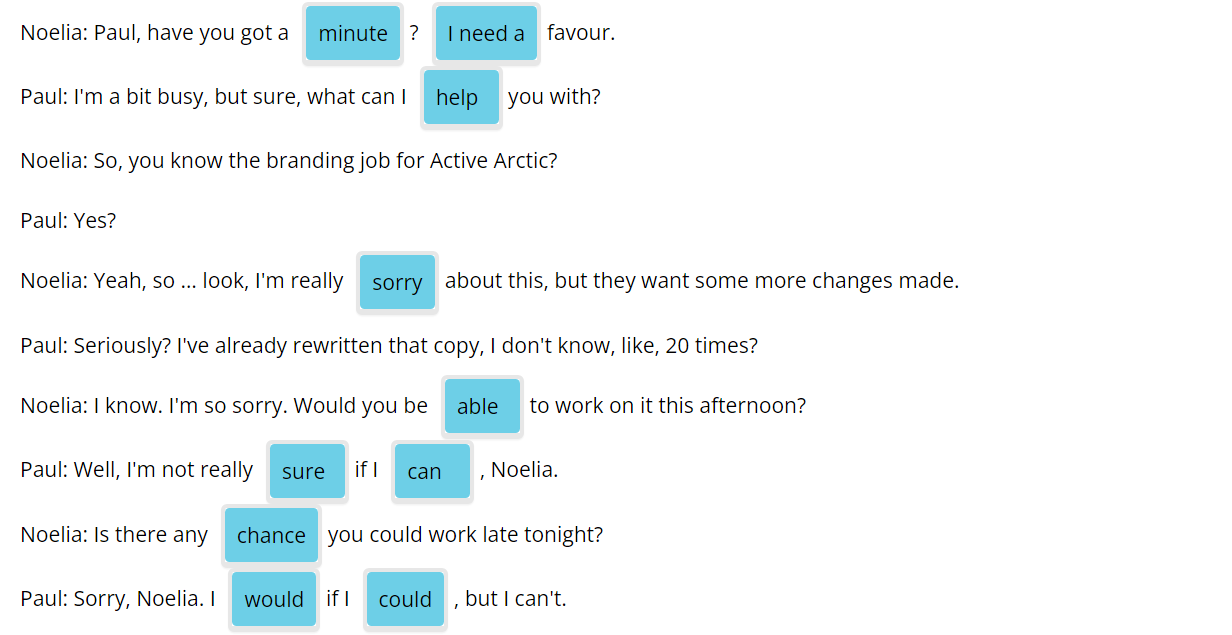 Noelia: Paul, have you got a minute ? I need a favour.
Paul: I'm a bit busy, but sure, what can I help you with?
Noelia: So, you know the branding job for Active Arctic?
Paul: Yes?
Noelia: Yeah, so ... look, I'm really sorry about this, but they want some more changes made.
Paul: Seriously? I've already rewritten that copy, I don't know, like, 20 times?
Noelia: I know. I'm so sorry. Would you be able to work on it this afternoon?
Paul: Well, I'm not really sure if I can , Noelia.
Noelia: Is there any chance you could work late tonight?
Paul: Sorry, Noelia. I would if I could , but I can't.